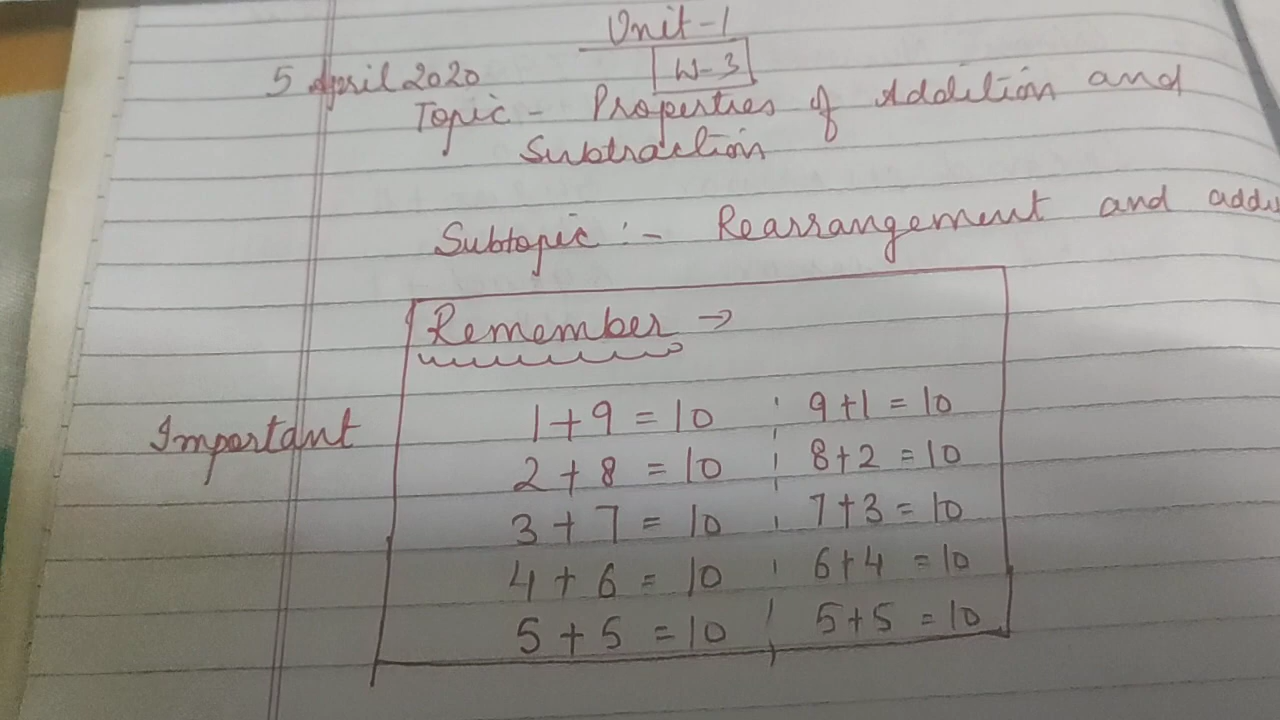 Unit-1
W-3
5 April 2020
Topic - Properties of Addition and
Subtraction
Subtopic :- Rearrangement and
Remember →
Important
1+9=10 9+1=10
2+8=10 8+2=10
3+7=10 7+3=10
4+6=10 6+4=10
5+5=10 5+5=10